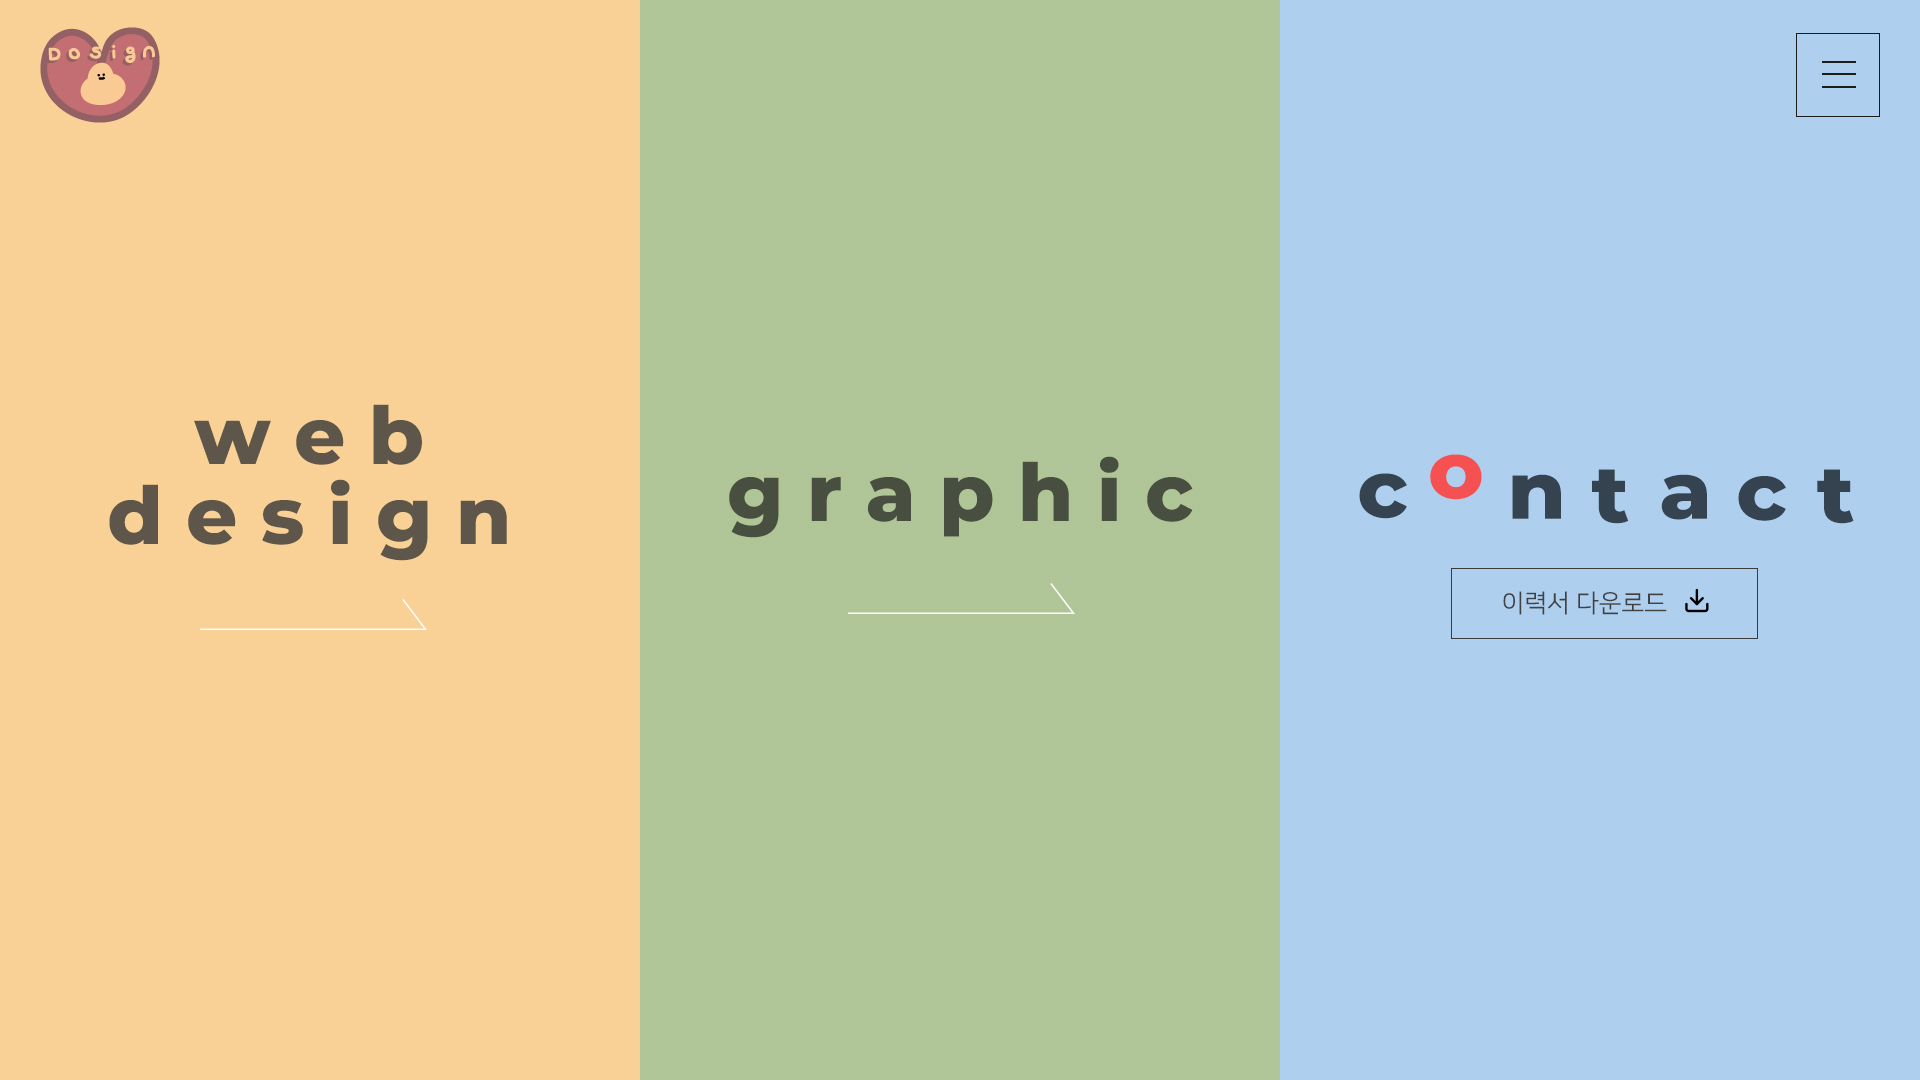 Dosign
web
design
graphic
contact
이력서 다운로드